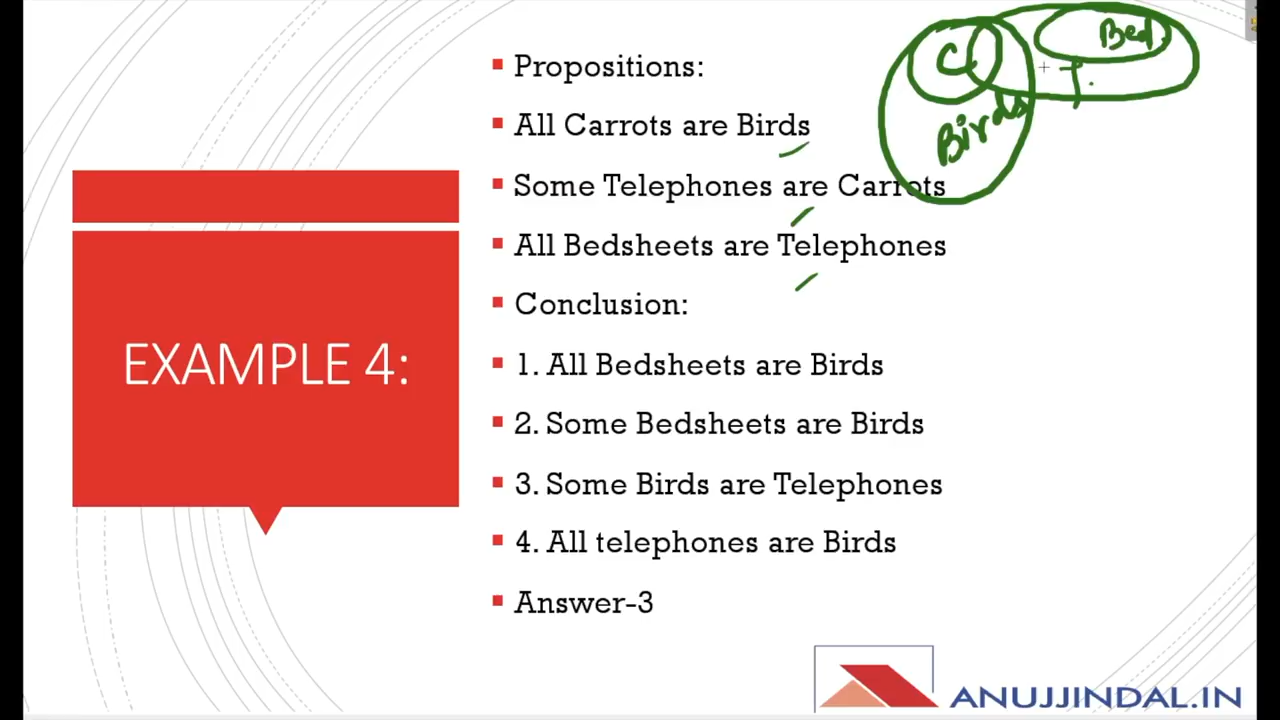 Propositions:
All Carrots are Birds
Some Telephones are Carrots
All Bedsheets are Telephones
Conclusion:
1. All Bedsheets are Birds
2. Some Bedsheets are Birds
3. Some Birds are Telephones
4. All telephones are Birds
Answer-3
EXAMPLE 4:
C
Bed.
T.
Birds
ANUJJINDAL.IN